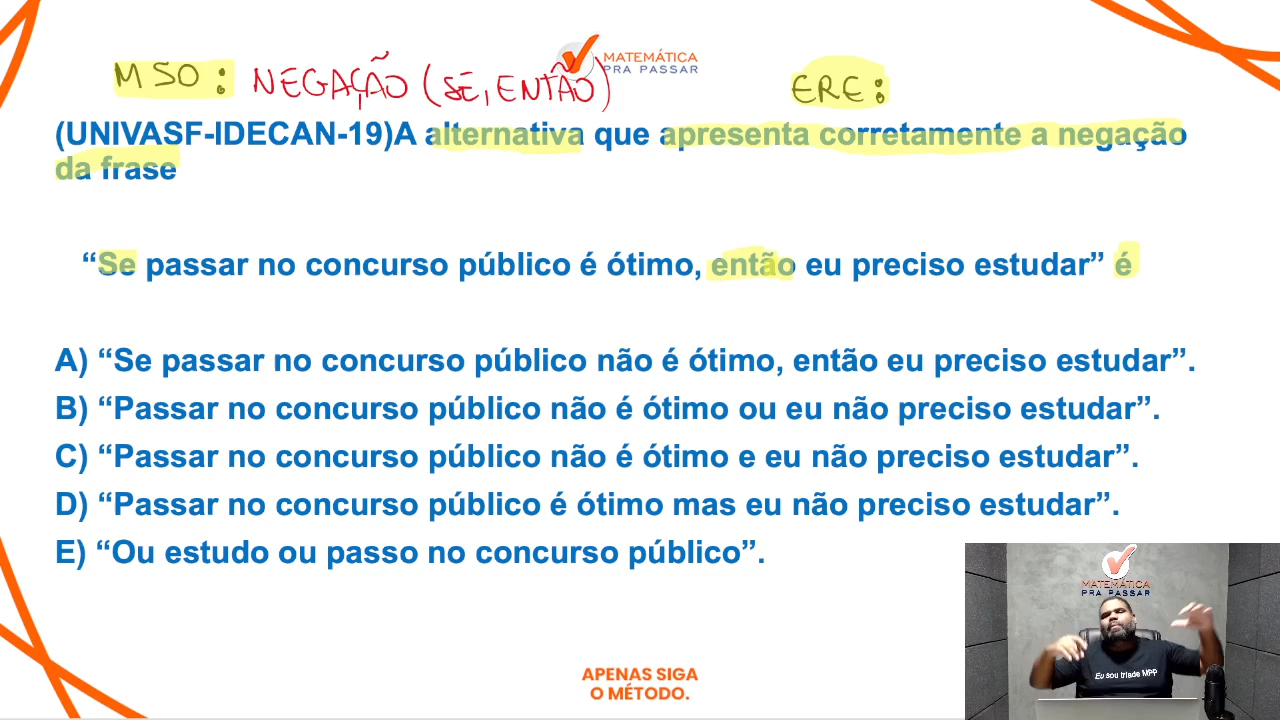 MATEMÁTICA
PRA PASSAR
MSO: NEGAÇÃO (SE, ENTÃO) ERE:
(UNIVASF-IDECAN-19)A alternativa que apresenta corretamente a negação
da frase
“Se passar no concurso público é ótimo, então eu preciso estudar” é
A) “Se passar no concurso público não é ótimo, então eu preciso estudar”.
B) “Passar no concurso público não é ótimo ou eu não preciso estudar”.
C) “Passar no concurso público não é ótimo e eu não preciso estudar”.
D) “Passar no concurso público é ótimo mas eu não preciso estudar”.
E) “Ou estudo ou passo no concurso público”.
MATEMÁTICA
PRA PASSAR
Eu sou tríade MPP
APENAS SIGA
O MÉTODO.